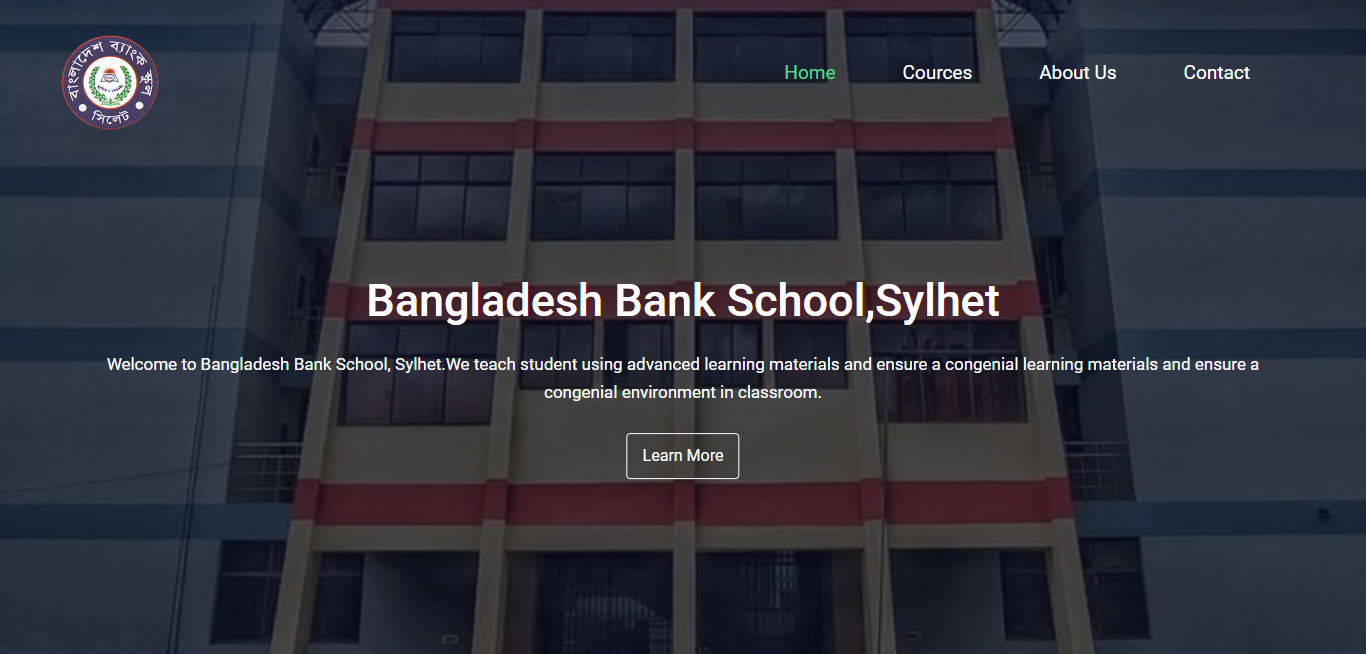 বাংলাদেশ ব্যাংক স্কুল
সিলেট
Home Cources About Us Contact
Bangladesh Bank School,Sylhet
Welcome to Bangladesh Bank School, Sylhet.We teach student using advanced learning materials and ensure a congenial learning materials and ensure a
congenial environment in classroom.
Learn More